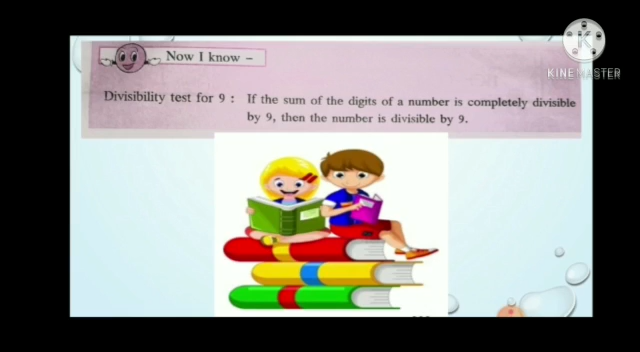 Now I know –
Divisibility test for 9 : If the sum of the digits of a number is completely divisible
by 9, then the number is divisible by 9.
KINEMASTER